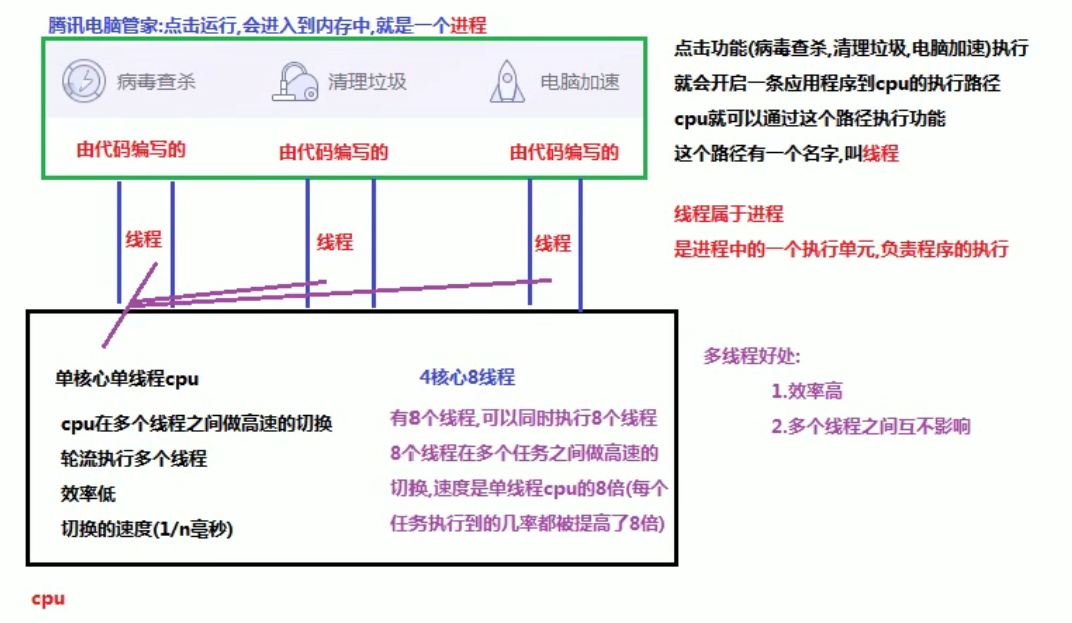 腾讯电脑管家:点击运行,会进入到内存中,就是一个进程
病毒查杀
清理垃圾
电脑加速
由代码编写的
由代码编写的
由代码编写的
线程
线程
线程
点击功能(病毒查杀,清理垃圾,电脑加速)执行
就会开启一条应用程序到cpu的执行路径
cpu就可以通过这个路径执行功能
这个路径有一个名字,叫线程
线程属于进程
是进程中的一个执行单元,负责程序的执行
单核心单线程cpu
cpu在多个线程之间做高速的切换
轮流执行多个线程
效率低
切换的速度(1/n毫秒)
4核心8线程
有8个线程,可以同时执行8个线程
8个线程在多个任务之间做高速的
切换,速度是单线程cpu的8倍(每个
任务执行到的几率都被提高了8倍)
多线程好处:
1.效率高
2.多个线程之间互不影响
cpu